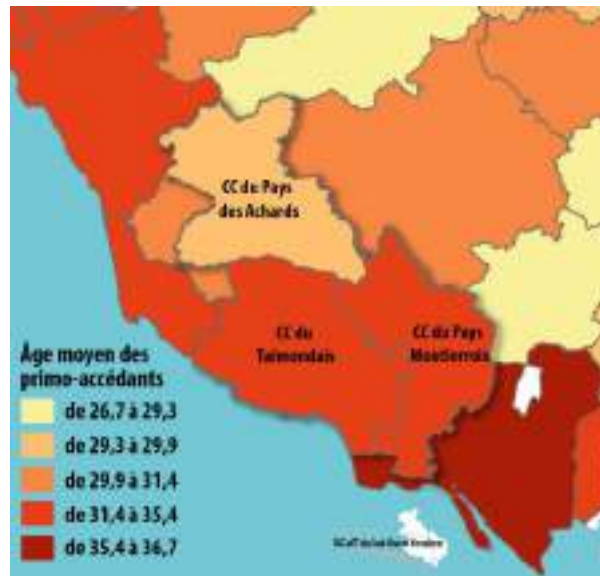 CC du Pays
des Achards
CC du
Talmondais
CC du Pays
Moutierrois
Âge moyen des
primo-accédants
de 26,7 à 29,3
de 29,3 à 29,9
de 29,9 à 31,4
de 31,4 à 35,4
de 35,4 à 36,7